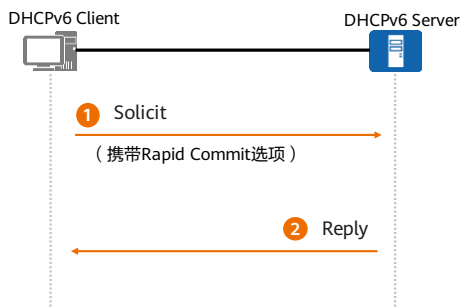 DHCPv6 Client
DHCPv6 Server
1 Solicit
（携带Rapid Commit选项）
2 Reply